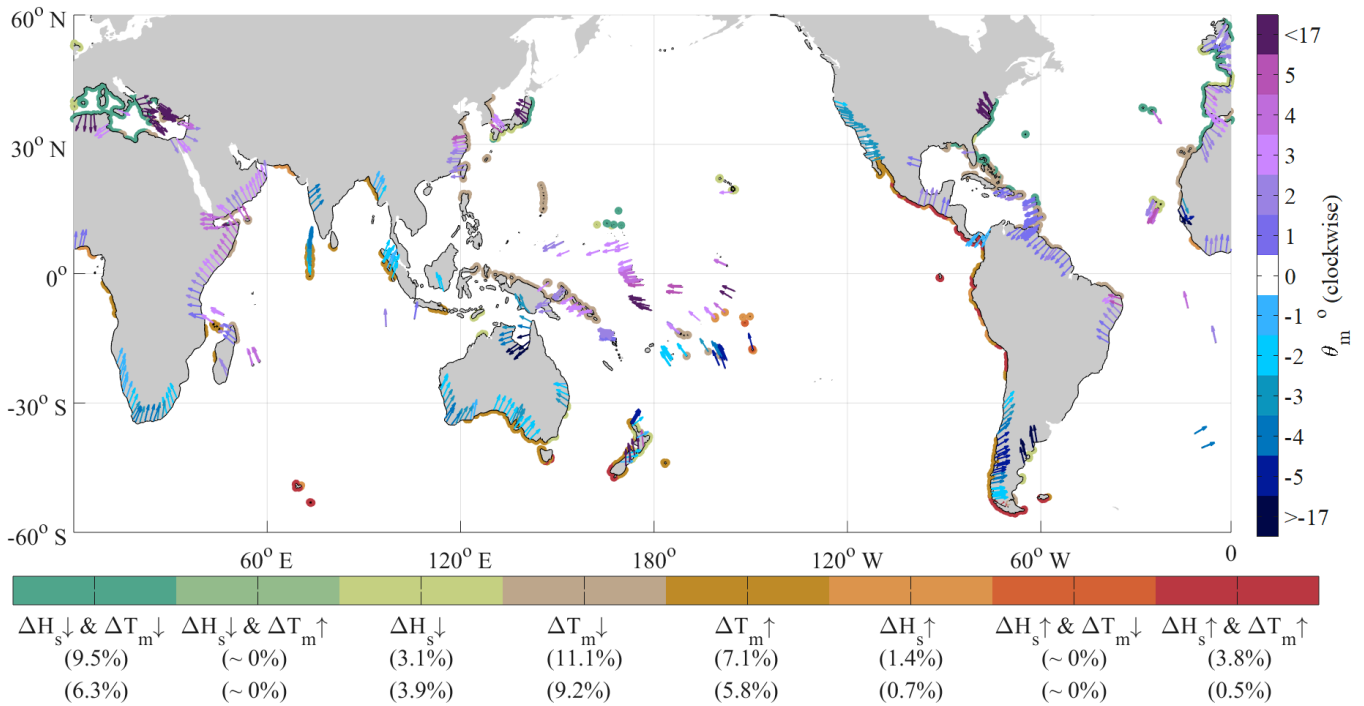 60° N
30° N
0°
-30° S
-60° S
60° E
120° E
180°
120° W
60° W
0
<17
5
4
3
2
1
0
-1
-2
-3
-4
-5
>-17
θm° (clockwise)
ΔHs↓ & ΔTm↓ ΔHs↓ & ΔTm↑ ΔHs↓ ΔTm↓ ΔTm↑ ΔHs↑ ΔHs↑ & ΔTm↓ ΔHs↑ & ΔTm↑
(9.5%) (~ 0%) (3.1%) (11.1%) (7.1%) (1.4%) (~ 0%) (3.8%)
(6.3%) (~ 0%) (3.9%) (9.2%) (5.8%) (0.7%) (~ 0%) (0.5%)